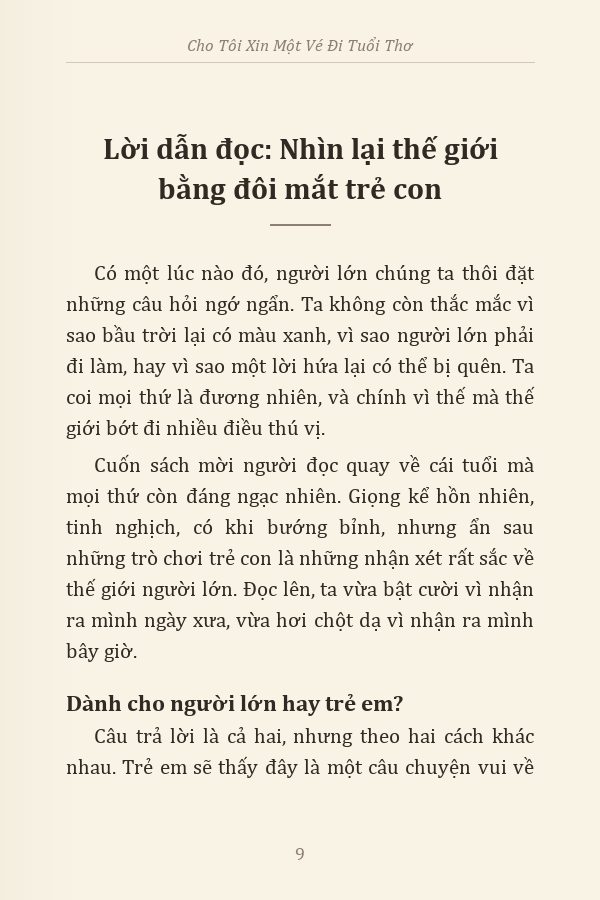 Cho Tôi Xin Một Vé Đi Tuổi Thơ
Lời dẫn đọc: Nhìn lại thế giới
bằng đôi mắt trẻ con
Có một lúc nào đó, người lớn chúng ta thôi đặt
những câu hỏi ngớ ngẩn. Ta không còn thắc mắc vì
sao bầu trời lại có màu xanh, vì sao người lớn phải
đi làm, hay vì sao một lời hứa lại có thể bị quên. Ta
coi mọi thứ là đương nhiên, và chính vì thế mà thế
giới bớt đi nhiều điều thú vị.
Cuốn sách mời người đọc quay về cái tuổi mà
mọi thứ còn đáng ngạc nhiên. Giọng kể hồn nhiên,
tinh nghịch, có khi bướng bỉnh, nhưng ẩn sau
những trò chơi trẻ con là những nhận xét rất sắc về
thế giới người lớn. Đọc lên, ta vừa bật cười vì nhận
ra mình ngày xưa, vừa hơi chột dạ vì nhận ra mình
bây giờ.
Dành cho người lớn hay trẻ em?
Câu trả lời là cả hai, nhưng theo hai cách khác
nhau. Trẻ em sẽ thấy đây là một câu chuyện vui về
9